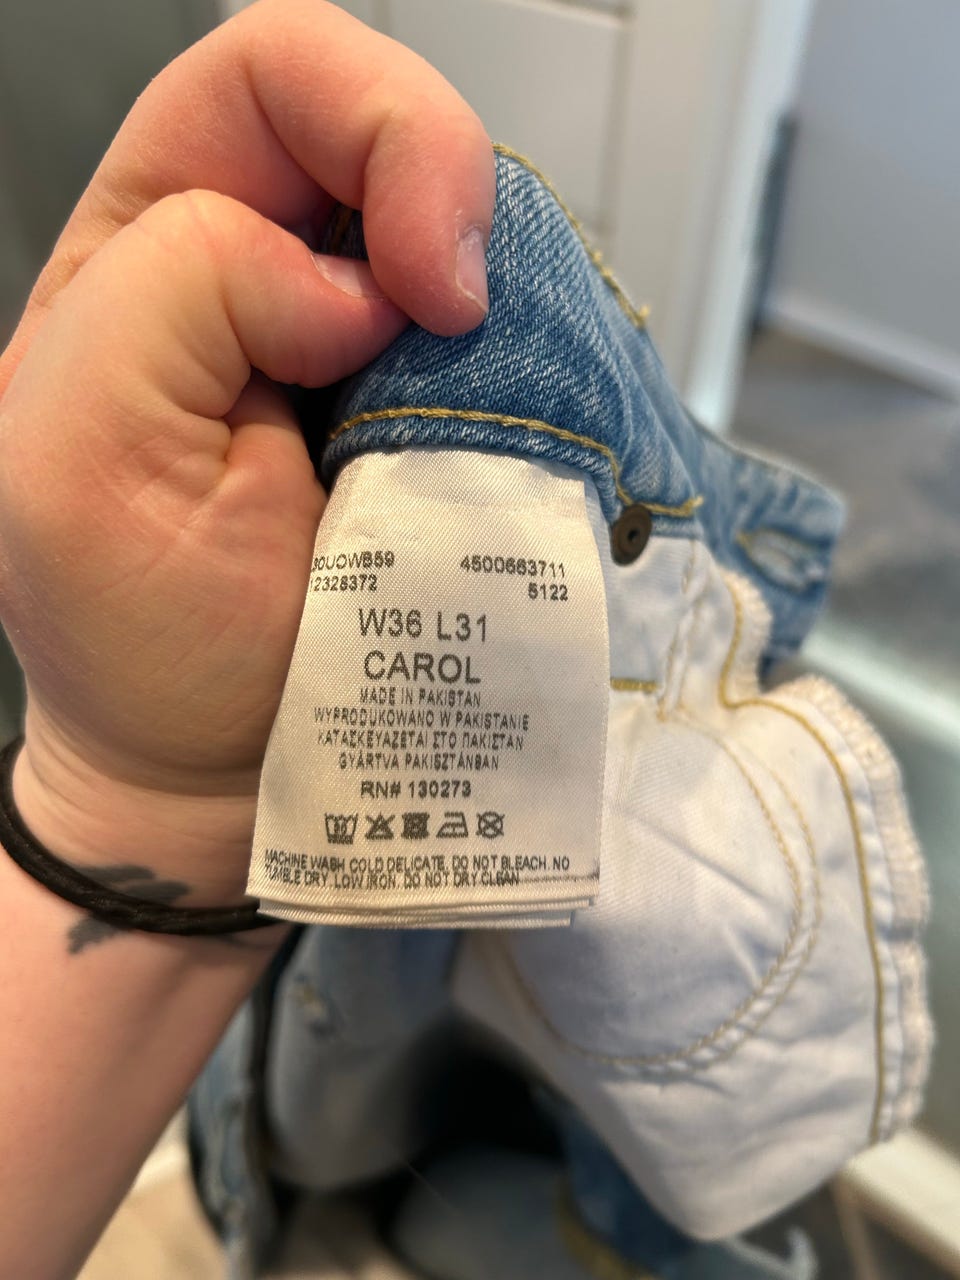 4500663711
12328372 5122
W36 L31
CAROL
MADE IN PAKISTAN
WYPRODUKOWANO W PAKISTANIE
ΚΑΤΑΣΚΕΥΑΖΕΤΑΙ ΣΤΟ ΠΑΚΙΣΤΑΝ
GYÁRTVA PAKISZTÁNBAN
RN# 130273
MACHINE WASH COLD DELICATE, DO NOT BLEACH. NO
TUMBLE DRY, LOW IRON, DO NOT DRY CLEAN